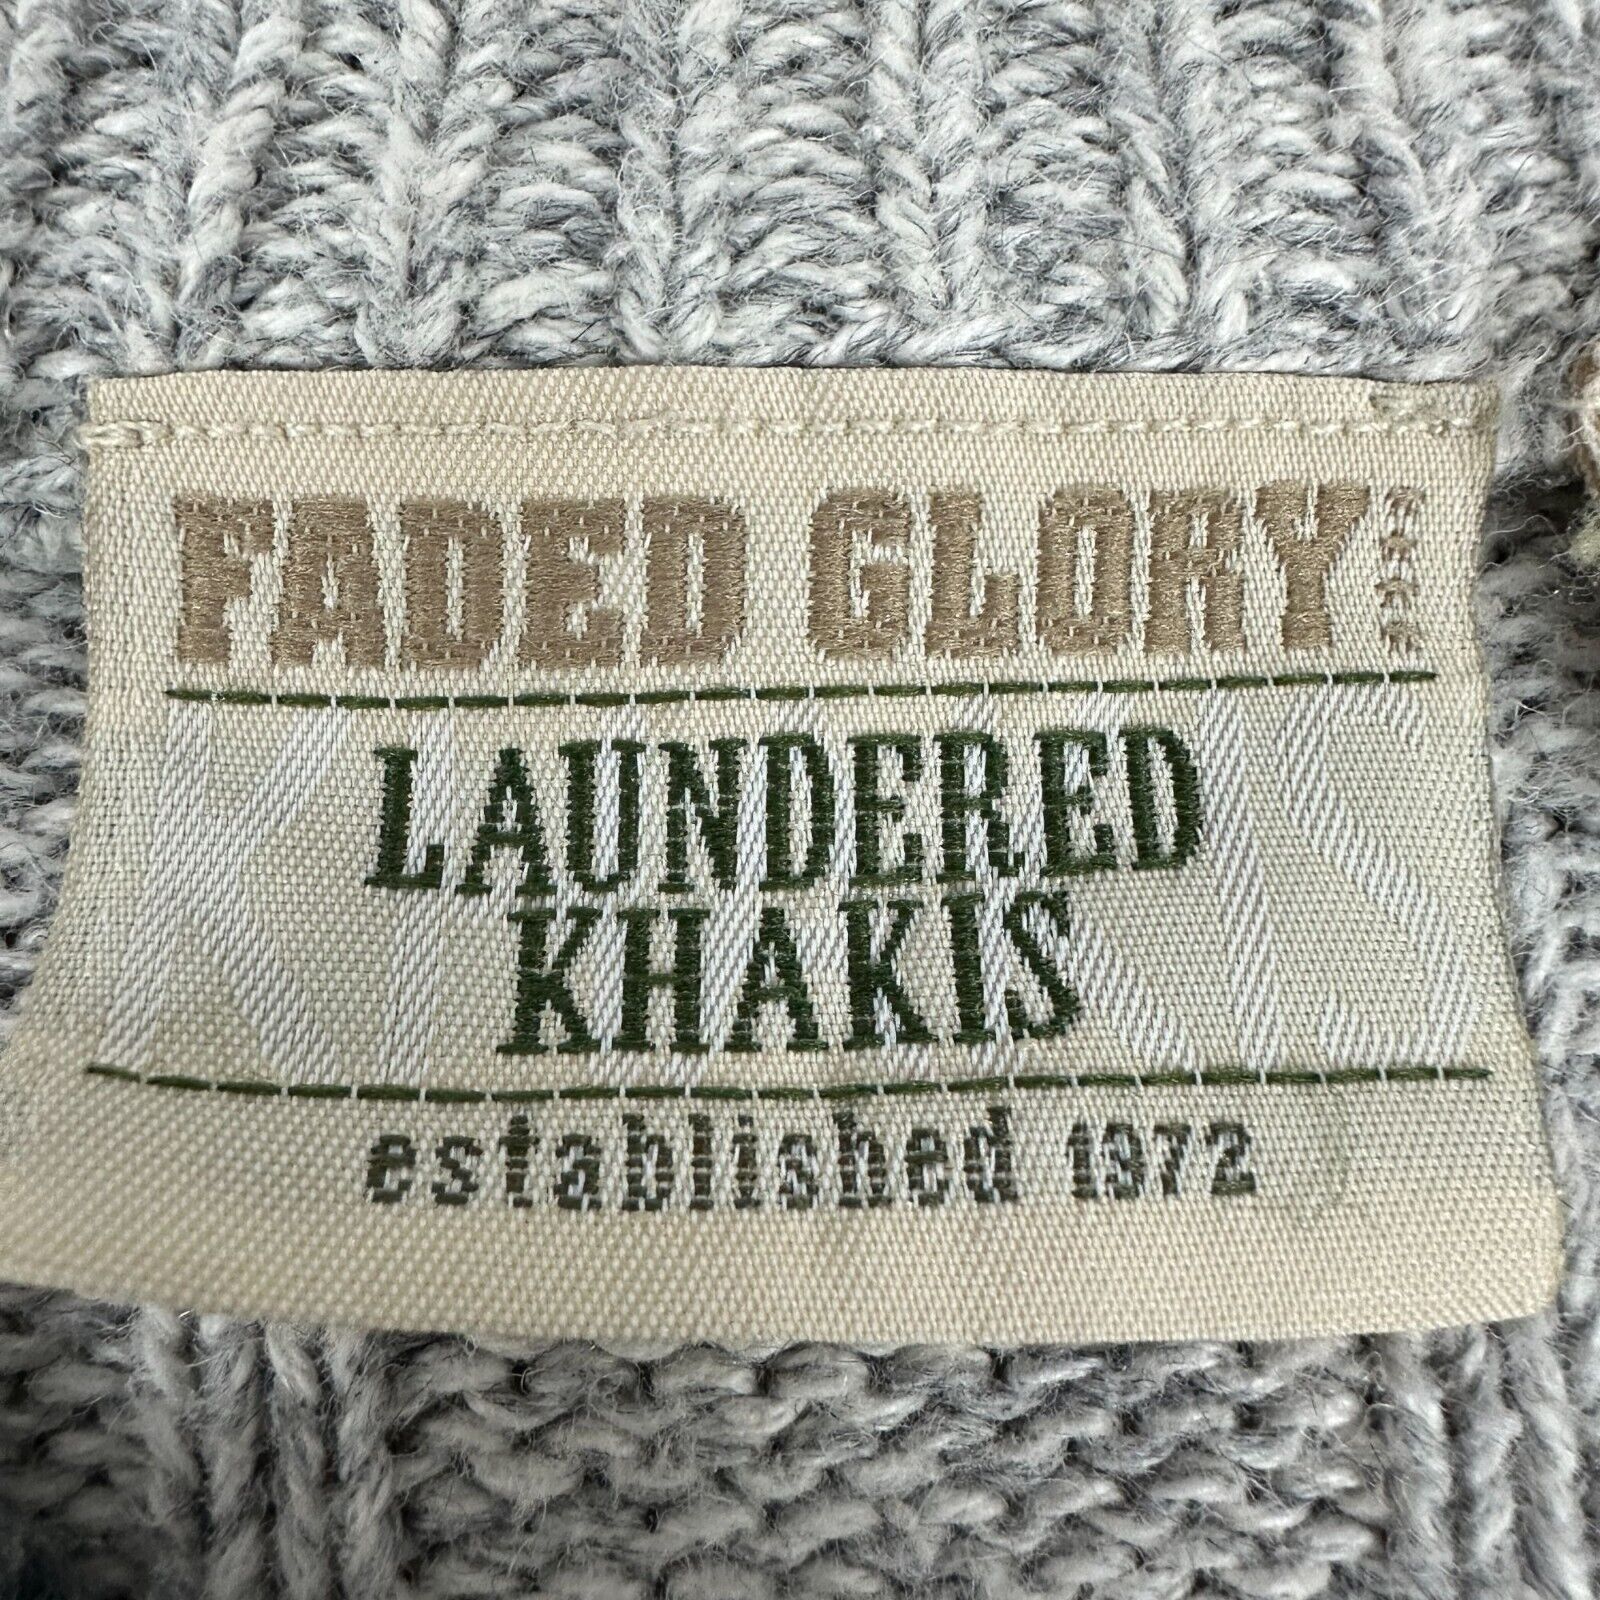 FADED GLORY
LAUNDERED
KHAKIS
established 1972